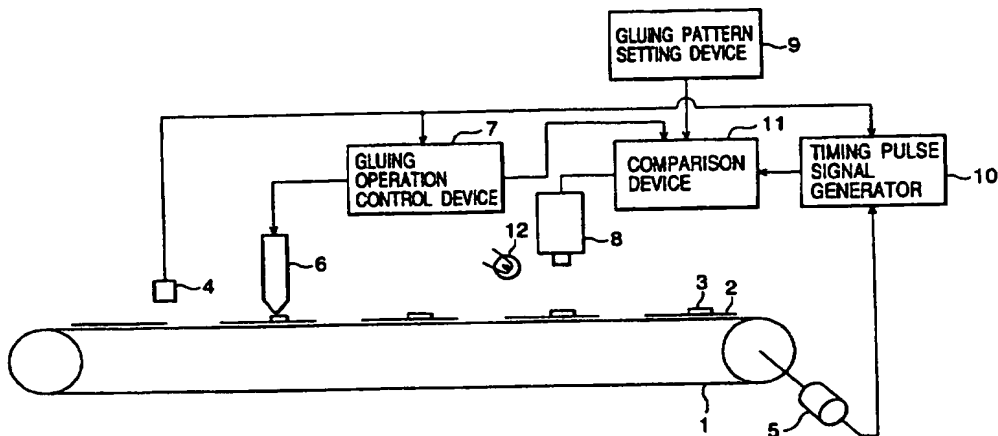 GLUING PATTERN
SETTING DEVICE
9
7
11
GLUING
OPERATION
CONTROL DEVICE
COMPARISON
DEVICE
TIMING PULSE
SIGNAL
GENERATOR
10
4
6
12
8
3
2
1
5